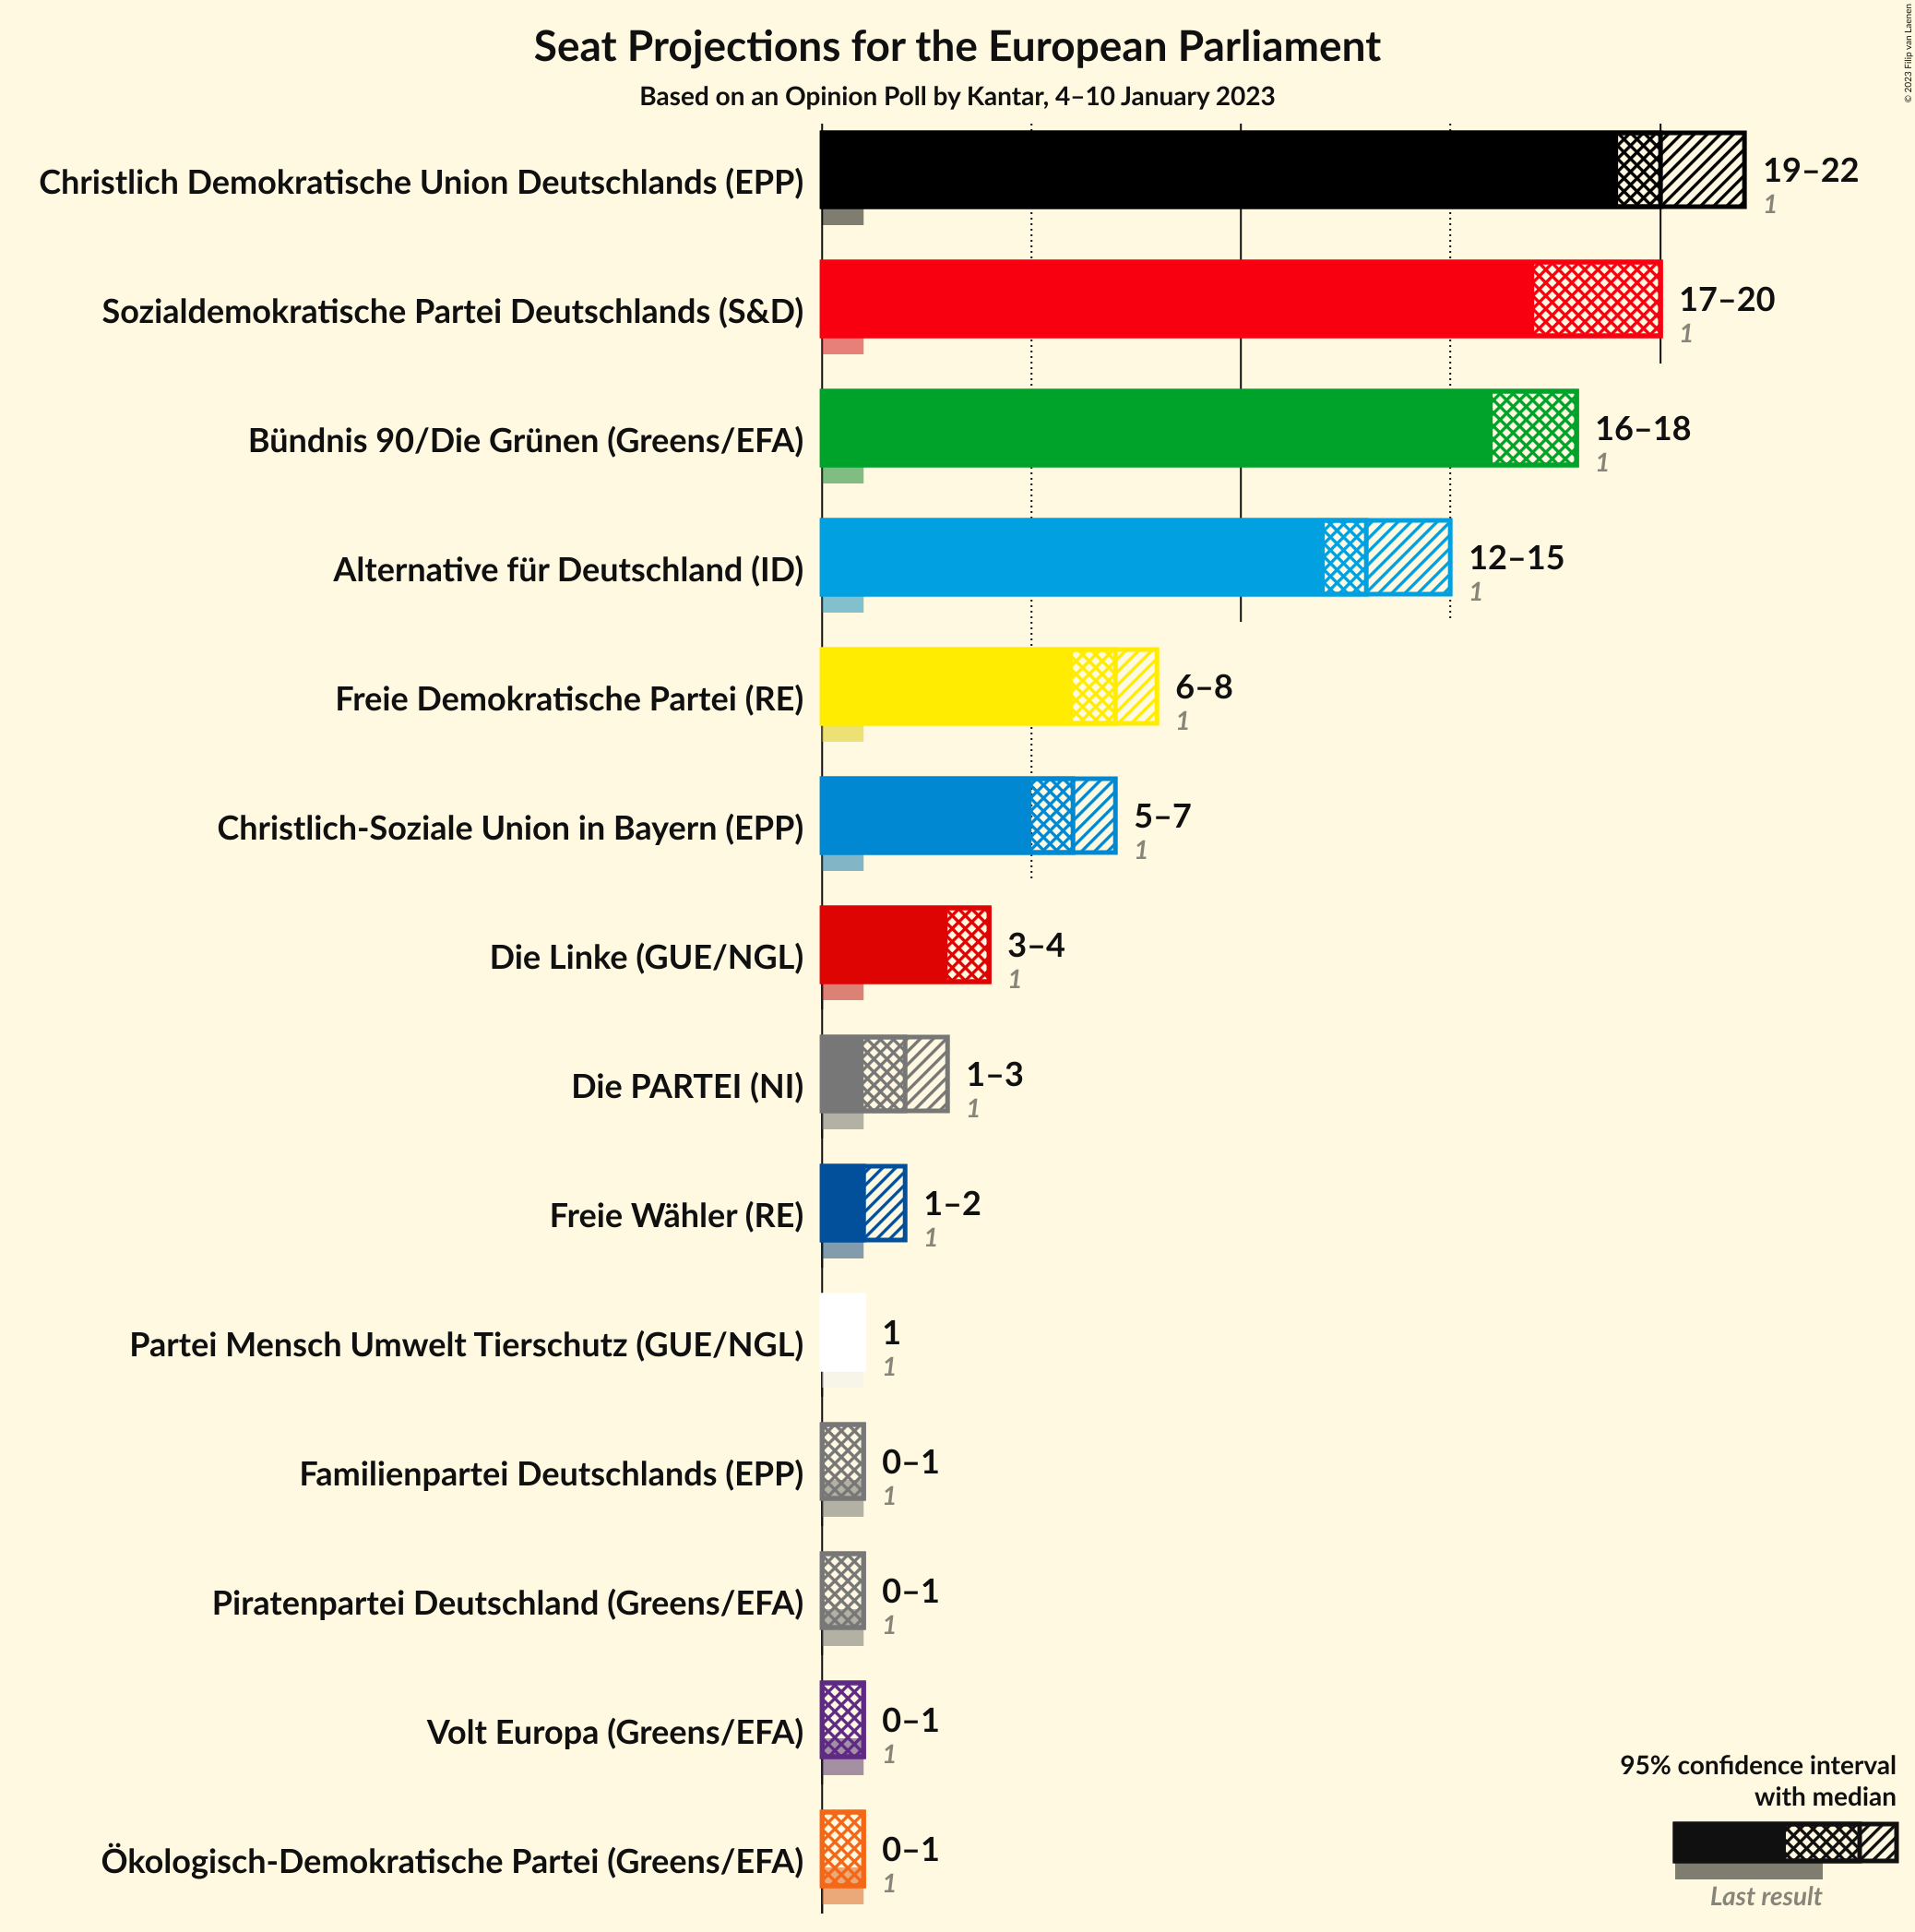 Seat Projections for the European Parliament
Based on an Opinion Poll by Kantar, 4–10 January 2023
© 2023 Filip van Laenen
Christlich Demokratische Union Deutschlands (EPP)
19–22
1
Sozialdemokratische Partei Deutschlands (S&D)
17–20
1
Bündnis 90/Die Grünen (Greens/EFA)
16–18
1
Alternative für Deutschland (ID)
12–15
1
Freie Demokratische Partei (RE)
6–8
1
Christlich-Soziale Union in Bayern (EPP)
5–7
1
Die Linke (GUE/NGL)
3–4
1
Die PARTEI (NI)
1–3
1
Freie Wähler (RE)
1–2
1
Partei Mensch Umwelt Tierschutz (GUE/NGL)
1
1
Familienpartei Deutschlands (EPP)
0–1
1
Piratenpartei Deutschland (Greens/EFA)
0–1
1
Volt Europa (Greens/EFA)
0–1
1
Ökologisch-Demokratische Partei (Greens/EFA)
0–1
1
95% confidence interval
with median
Last result